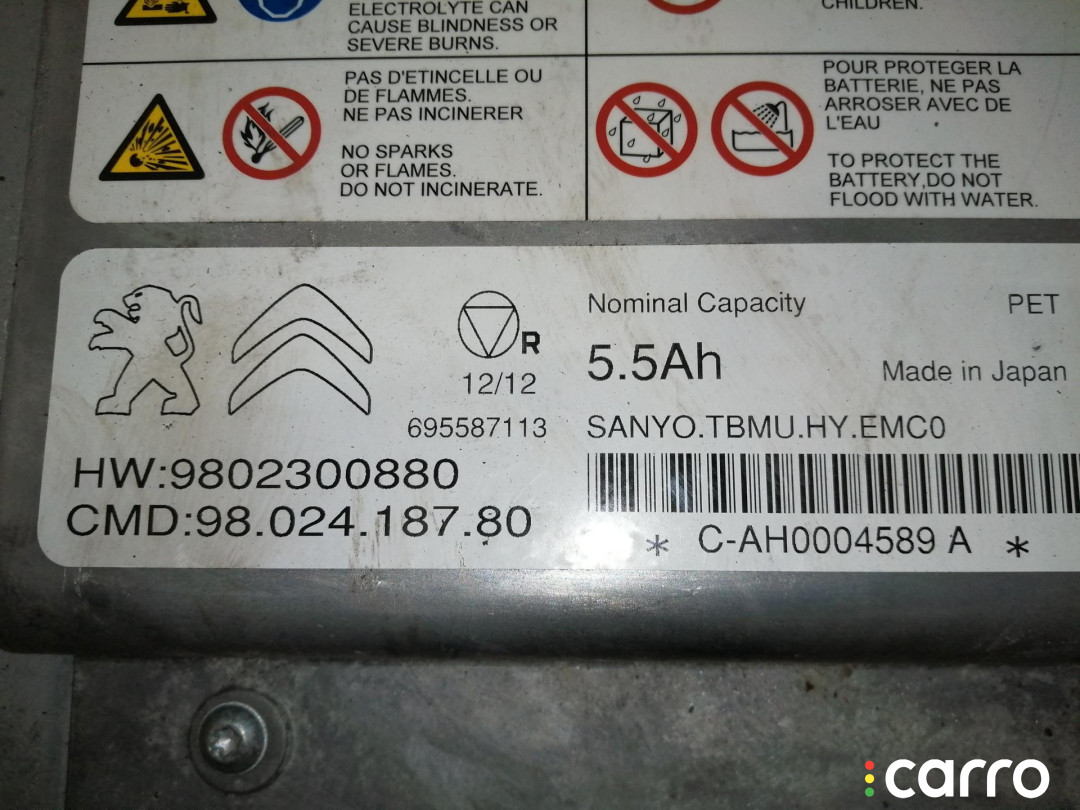 ELECTROLYTE CAN
CAUSE BLINDNESS OR
SEVERE BURNS.
CHILDREN.
PAS D'ETINCELLE OU
DE FLAMMES.
NE PAS INCINERER
NO SPARKS
OR FLAMES.
DO NOT INCINERATE.
POUR PROTEGER LA
BATTERIE, NE PAS
ARROSER AVEC DE
L'EAU
TO PROTECT THE
BATTERY,DO NOT
FLOOD WITH WATER.
R
12/12
695587113
HW:9802300880
CMD:98.024.187.80
Nominal Capacity
PET
5.5Ah
Made in Japan
SANYO.TBMU.HY.EMC0
* C-AH0004589 A *
carro